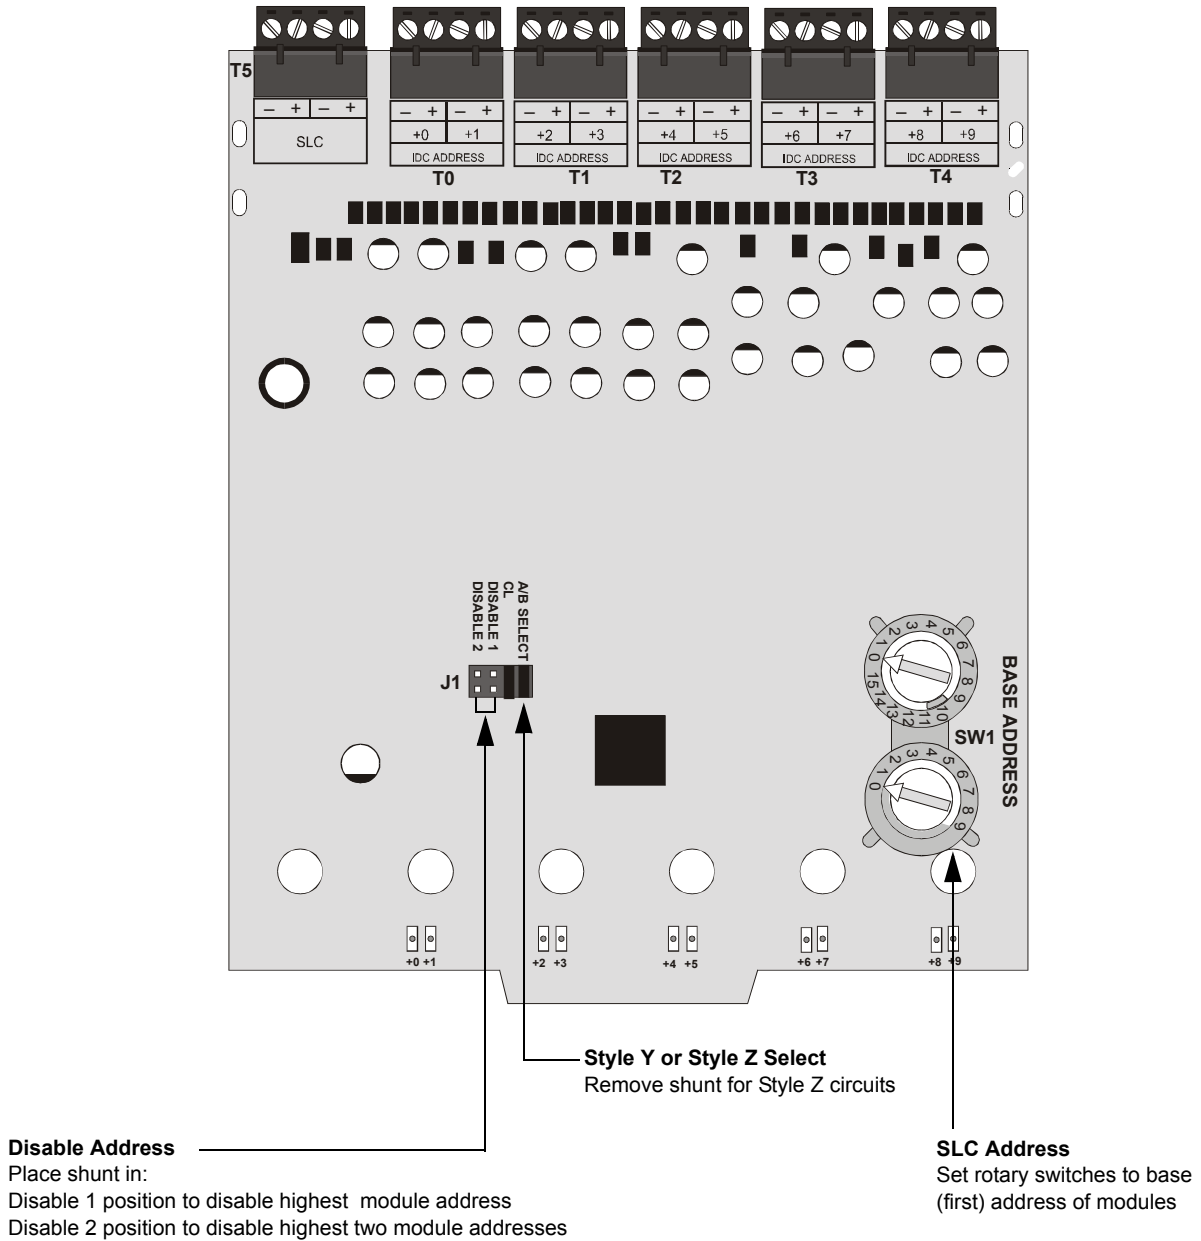 T5
– + – +
SLC
– + – +
+0 +1
IDC ADDRESS
T0
– + – +
+2 +3
IDC ADDRESS
T1
– + – +
+4 +5
IDC ADDRESS
T2
– + – +
+6 +7
IDC ADDRESS
T3
– + – +
+8 +9
IDC ADDRESS
T4
DISABLE 2
DISABLE 1
CL
A/B SELECT
J1
0 1 2 3 4 5 6 7 8 9 10 11 12 13 14 15
SW1
BASE ADDRESS
0 1 2 3 4 5 6 7 8 9
+0 +1
+2 +3
+4 +5
+6 +7
+8 +9
Style Y or Style Z Select
Remove shunt for Style Z circuits
Disable Address
Place shunt in:
Disable 1 position to disable highest module address
Disable 2 position to disable highest two module addresses
SLC Address
Set rotary switches to base
(first) address of modules